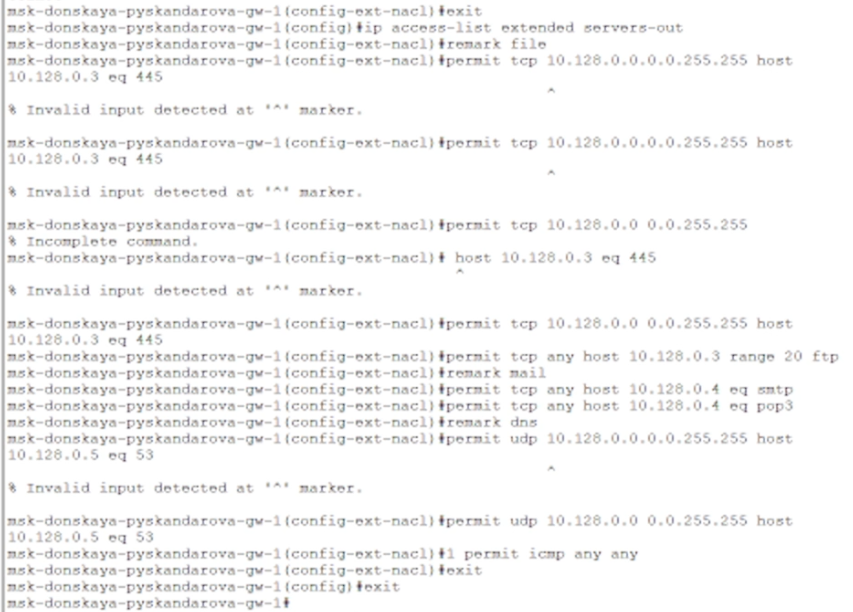 msk-donskaya-pyskandarova-gw-1(config-ext-nacl)#exit
msk-donskaya-pyskandarova-gw-1(config)#ip access-list extended servers-out
msk-donskaya-pyskandarova-gw-1(config-ext-nacl)#remark file
msk-donskaya-pyskandarova-gw-1(config-ext-nacl)#permit tcp 10.128.0.0.0.0.255.255 host
10.128.0.3 eq 445
^
% Invalid input detected at '^' marker.
msk-donskaya-pyskandarova-gw-1(config-ext-nacl)#permit tcp 10.128.0.0.0.0.255.255 host
10.128.0.3 eq 445
^
% Invalid input detected at '^' marker.
msk-donskaya-pyskandarova-gw-1(config-ext-nacl)#permit tcp 10.128.0.0 0.0.255.255
% Incomplete command.
msk-donskaya-pyskandarova-gw-1(config-ext-nacl)# host 10.128.0.3 eq 445
^
% Invalid input detected at '^' marker.
msk-donskaya-pyskandarova-gw-1(config-ext-nacl)#permit tcp 10.128.0.0 0.0.255.255 host
10.128.0.3 eq 445
msk-donskaya-pyskandarova-gw-1(config-ext-nacl)#permit tcp any host 10.128.0.3 range 20 ftp
msk-donskaya-pyskandarova-gw-1(config-ext-nacl)#remark mail
msk-donskaya-pyskandarova-gw-1(config-ext-nacl)#permit tcp any host 10.128.0.4 eq smtp
msk-donskaya-pyskandarova-gw-1(config-ext-nacl)#permit tcp any host 10.128.0.4 eq pop3
msk-donskaya-pyskandarova-gw-1(config-ext-nacl)#remark dns
msk-donskaya-pyskandarova-gw-1(config-ext-nacl)#permit udp 10.128.0.0.0.0.255.255 host
10.128.0.5 eq 53
^
% Invalid input detected at '^' marker.
msk-donskaya-pyskandarova-gw-1(config-ext-nacl)#permit udp 10.128.0.0 0.0.255.255 host
10.128.0.5 eq 53
msk-donskaya-pyskandarova-gw-1(config-ext-nacl)#1 permit icmp any any
msk-donskaya-pyskandarova-gw-1(config-ext-nacl)#exit
msk-donskaya-pyskandarova-gw-1(config)#exit
msk-donskaya-pyskandarova-gw-1#